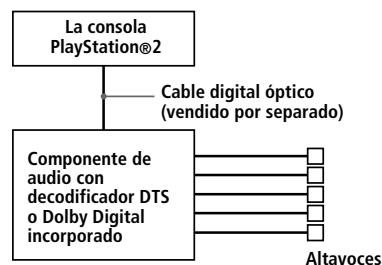 La consola
PlayStation®2
Cable digital óptico
(vendido por separado)
Componente de
audio con
decodificador DTS
o Dolby Digital
incorporado
Altavoces